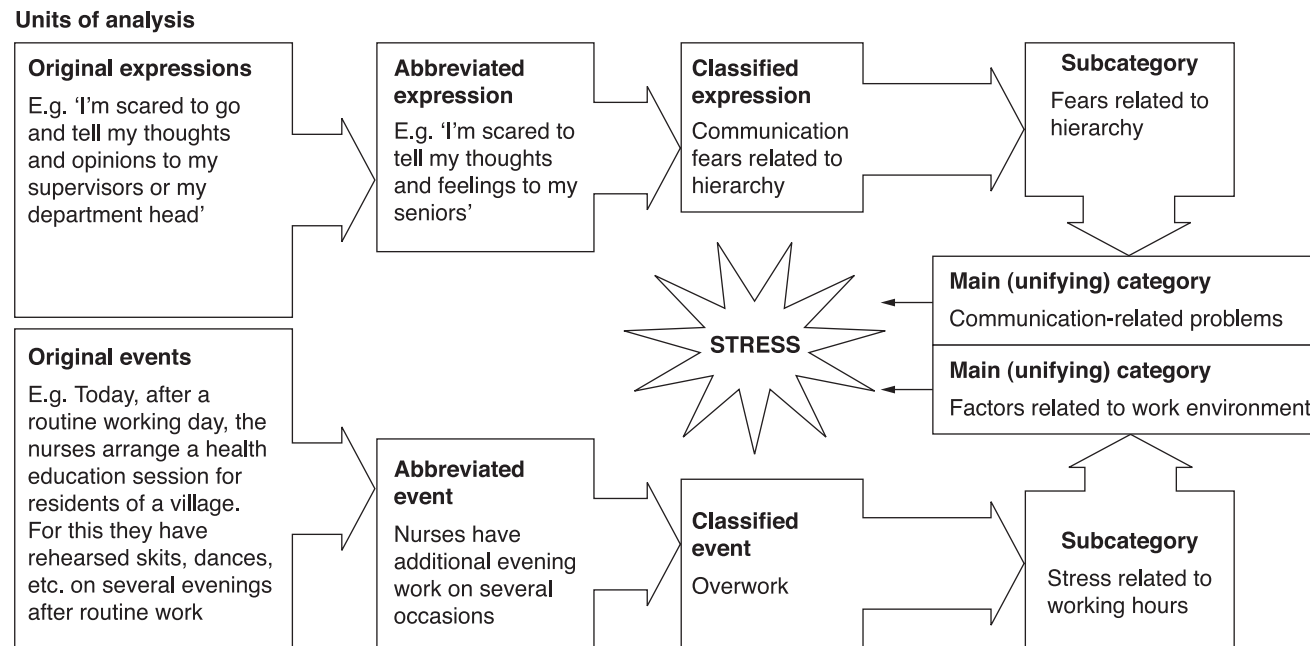 Units of analysis
Original expressions
E.g. ‘I’m scared to go
and tell my thoughts
and opinions to my
supervisors or my
department head’
Abbreviated
expression
E.g. ‘I’m scared to
tell my thoughts
and feelings to my
seniors’
Classified
expression
Communication
fears related to
hierarchy
Subcategory
Fears related to
hierarchy
Main (unifying) category
Communication-related problems
STRESS
Main (unifying) category
Factors related to work environment
Original events
E.g. Today, after a
routine working day, the
nurses arrange a health
education session for
residents of a village.
For this they have
rehearsed skits, dances,
etc. on several evenings
after routine work
Abbreviated
event
Nurses have
additional evening
work on several
occasions
Classified
event
Overwork
Subcategory
Stress related to
working hours